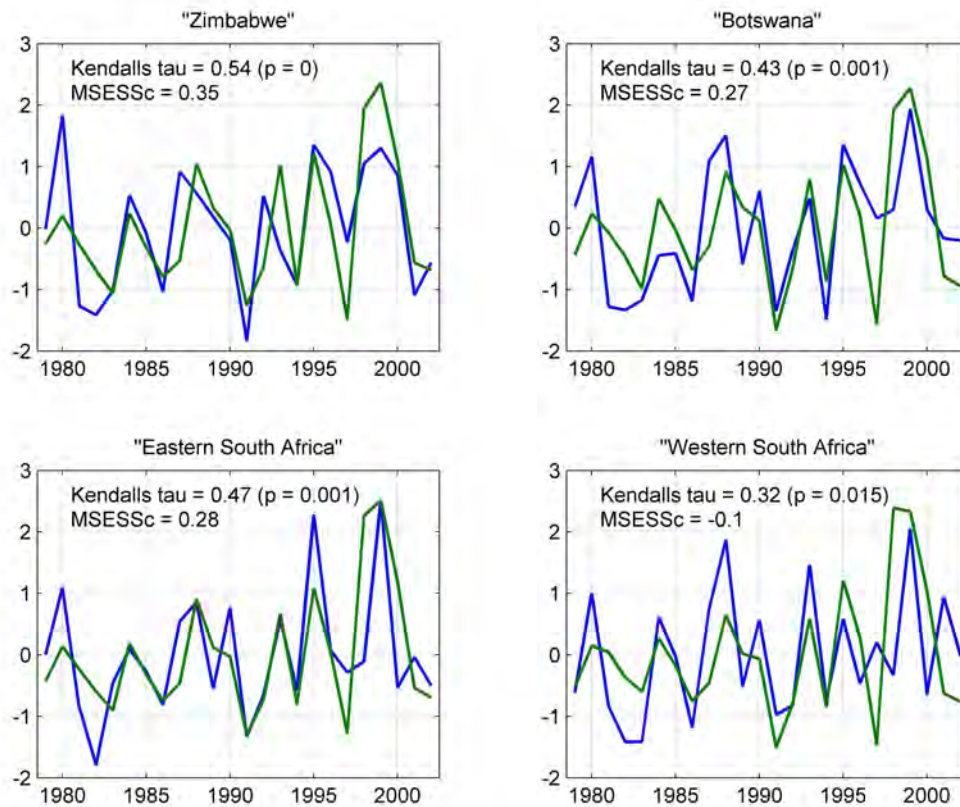 "Zimbabwe"
Kendalls tau = 0.54 (p = 0)
MSESSc = 0.35
3
2
1
0
-1
-2
1980 1985 1990 1995 2000
"Botswana"
Kendalls tau = 0.43 (p = 0.001)
MSESSc = 0.27
3
2
1
0
-1
-2
1980 1985 1990 1995 2000
"Eastern South Africa"
Kendalls tau = 0.47 (p = 0.001)
MSESSc = 0.28
3
2
1
0
-1
-2
1980 1985 1990 1995 2000
"Western South Africa"
Kendalls tau = 0.32 (p = 0.015)
MSESSc = -0.1
3
2
1
0
-1
-2
1980 1985 1990 1995 2000